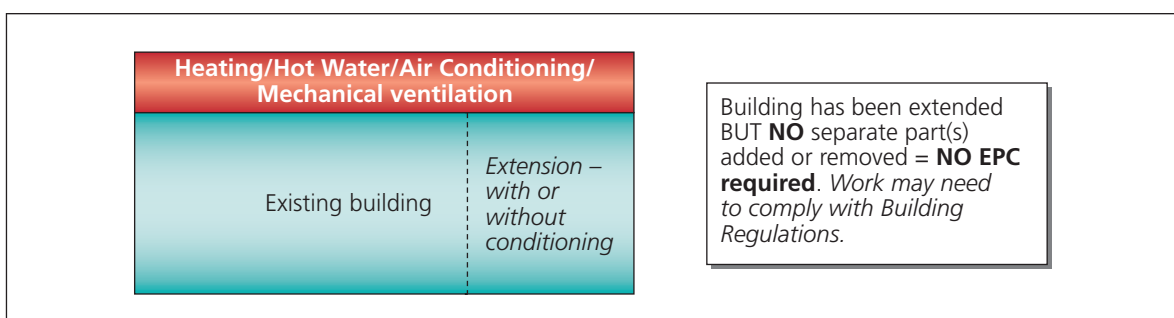 Heating/Hot Water/Air Conditioning/
Mechanical ventilation
Existing building
Extension –
with or
without
conditioning
Building has been extended
BUT NO separate part(s)
added or removed = NO EPC
required. Work may need
to comply with Building
Regulations.